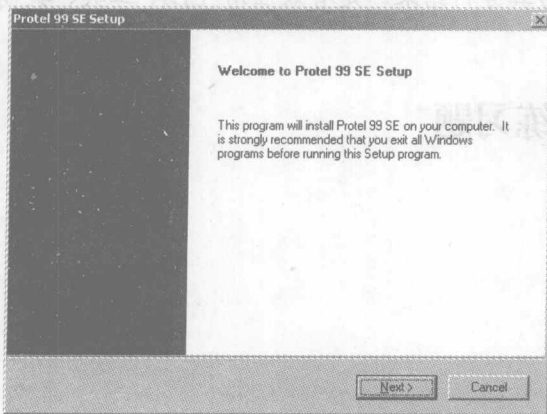 Protel 99 SE Setup
Welcome to Protel 99 SE Setup
This program will install Protel 99 SE on your computer. It
is strongly recommended that you exit all Windows
programs before running this Setup program.
Next >
Cancel